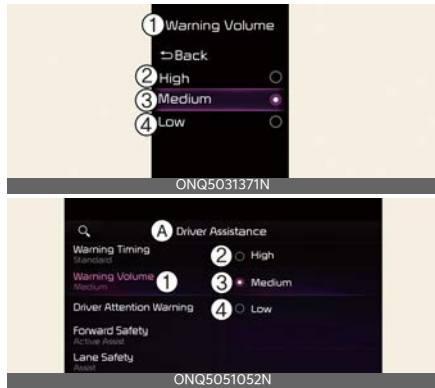 ① Warning Volume
⮌Back
② High
③ Medium
④ Low
ONQ5031371N
Ⓐ Driver Assistance
Warning Timing
Standard
② High
Warning Volume ①
Medium
③ Medium
Driver Attention Warning
④ Low
Forward Safety
Active Assist
Lane Safety
Assist
ONQ5051052N